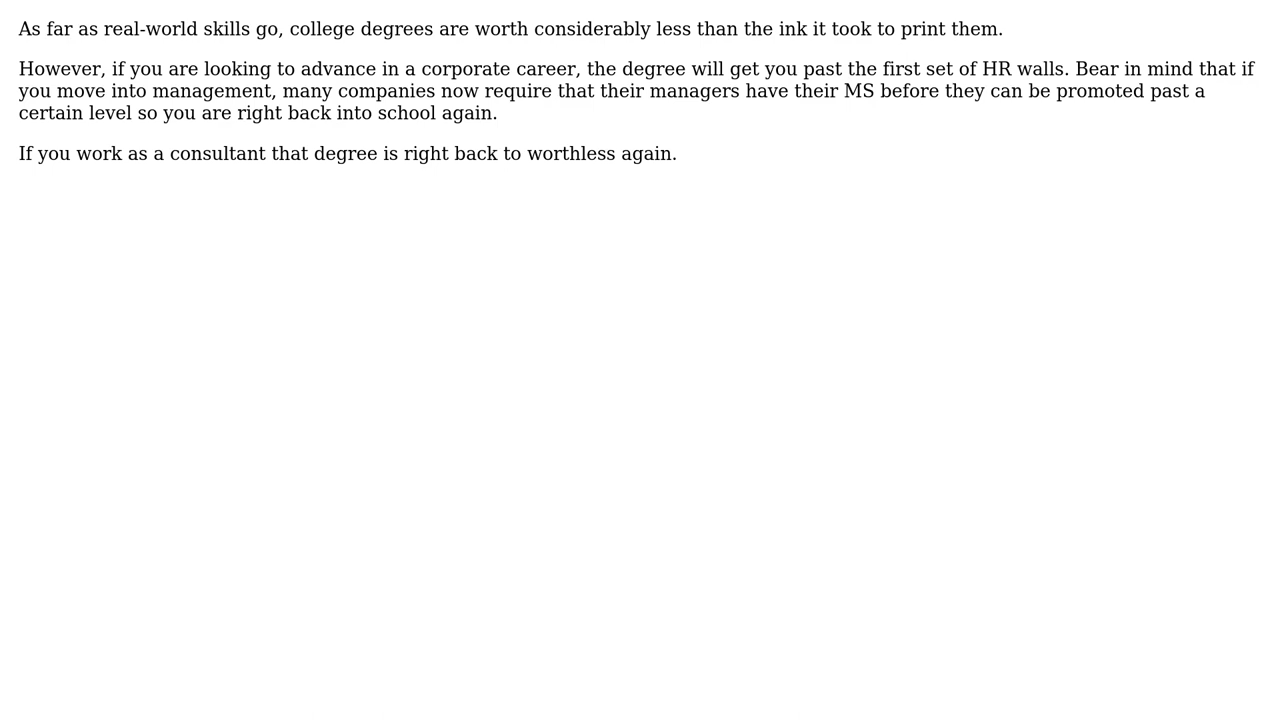 As far as real-world skills go, college degrees are worth considerably less than the ink it took to print them.
However, if you are looking to advance in a corporate career, the degree will get you past the first set of HR walls. Bear in mind that if
you move into management, many companies now require that their managers have their MS before they can be promoted past a
certain level so you are right back into school again.
If you work as a consultant that degree is right back to worthless again.